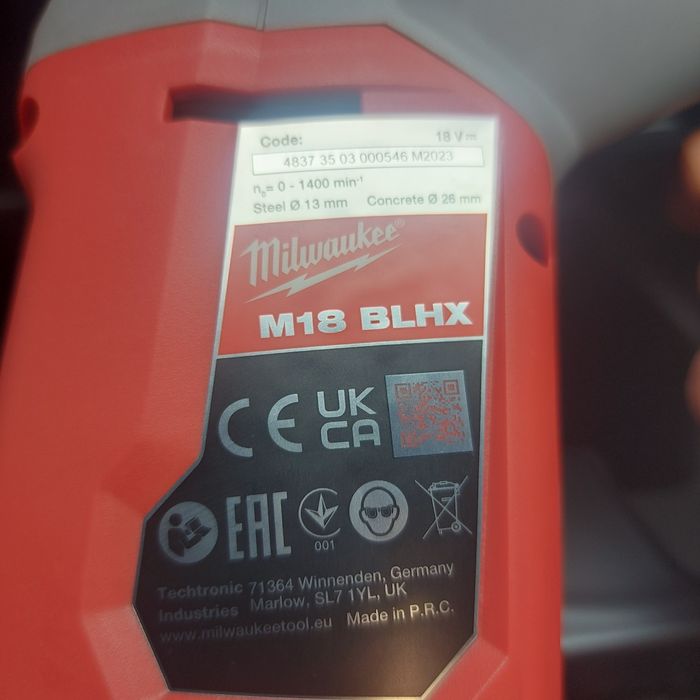 Code: 18 V
4837 35 03 000546 M2023
n₀= 0 - 1400 min⁻¹
Steel Ø 13 mm Concrete Ø 26 mm
Milwaukee®
M18 BLHX
CE UK CA
EAC 001
Techtronic 71364 Winnenden, Germany
Industries Marlow, SL7 1YL, UK
www.milwaukeetool.eu Made in P.R.C.